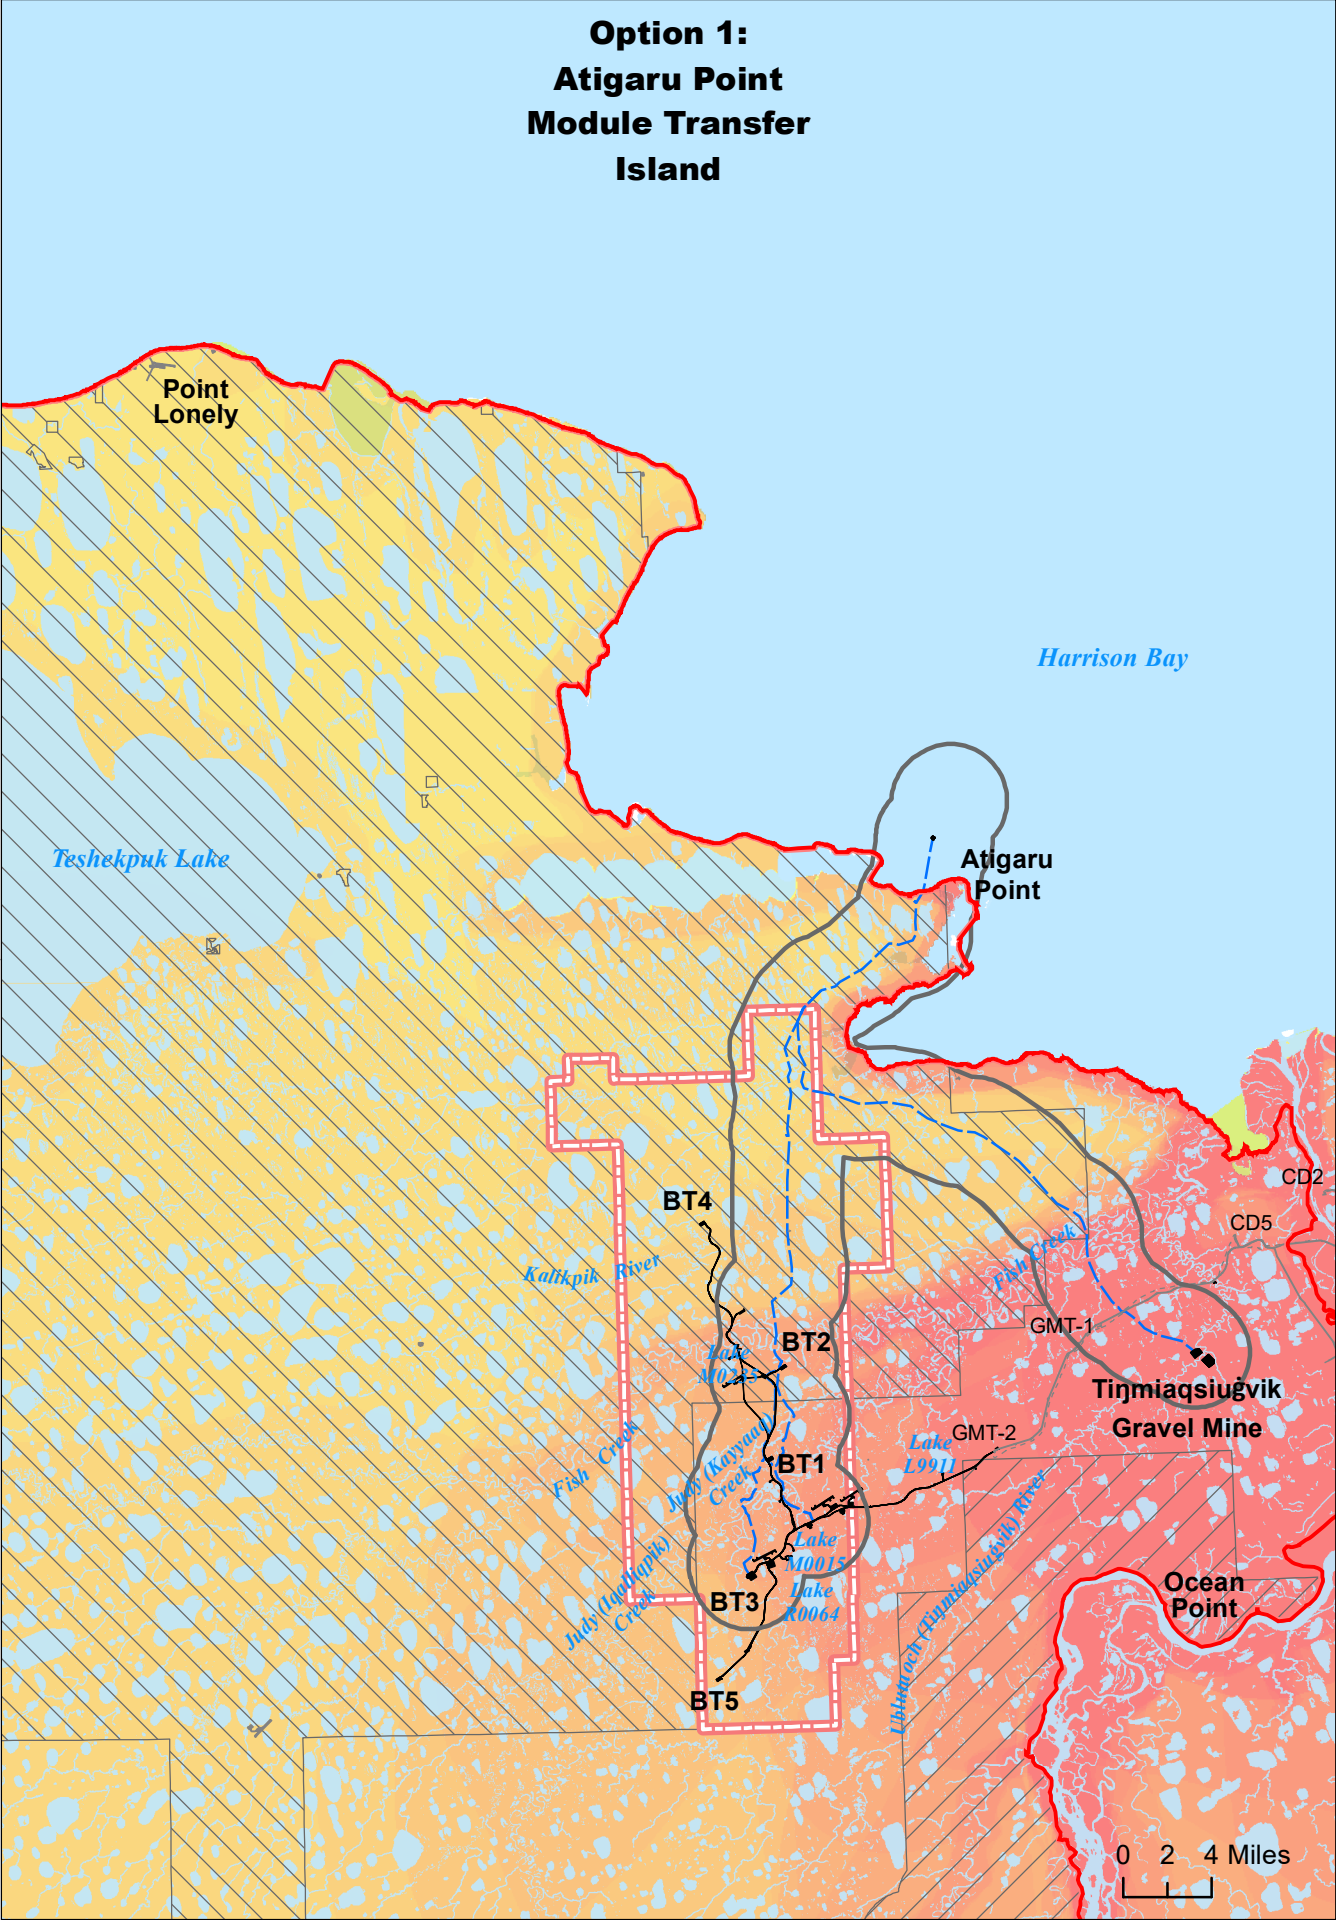 Option 1:
Atigaru Point
Module Transfer
Island
Point
Lonely
Harrison Bay
Teshekpuk Lake
Atigaru
Point
CD2
BT4
CD5
Kalikpik River
Fish Creek
GMT-1
BT2
Lake
Tiŋmiaqsiuġvik
Gravel Mine
GMT-2
Lake
L9911
Fish Creek
Judy (Kayyaaq)
Creek
BT1
Lake
M0015
Lake
R0064
BT3
Judy (Iqalliqpik)
Creek
Ublutuoch (Tiŋmiaqsiuġvik) River
Ocean
Point
BT5
0 2 4 Miles